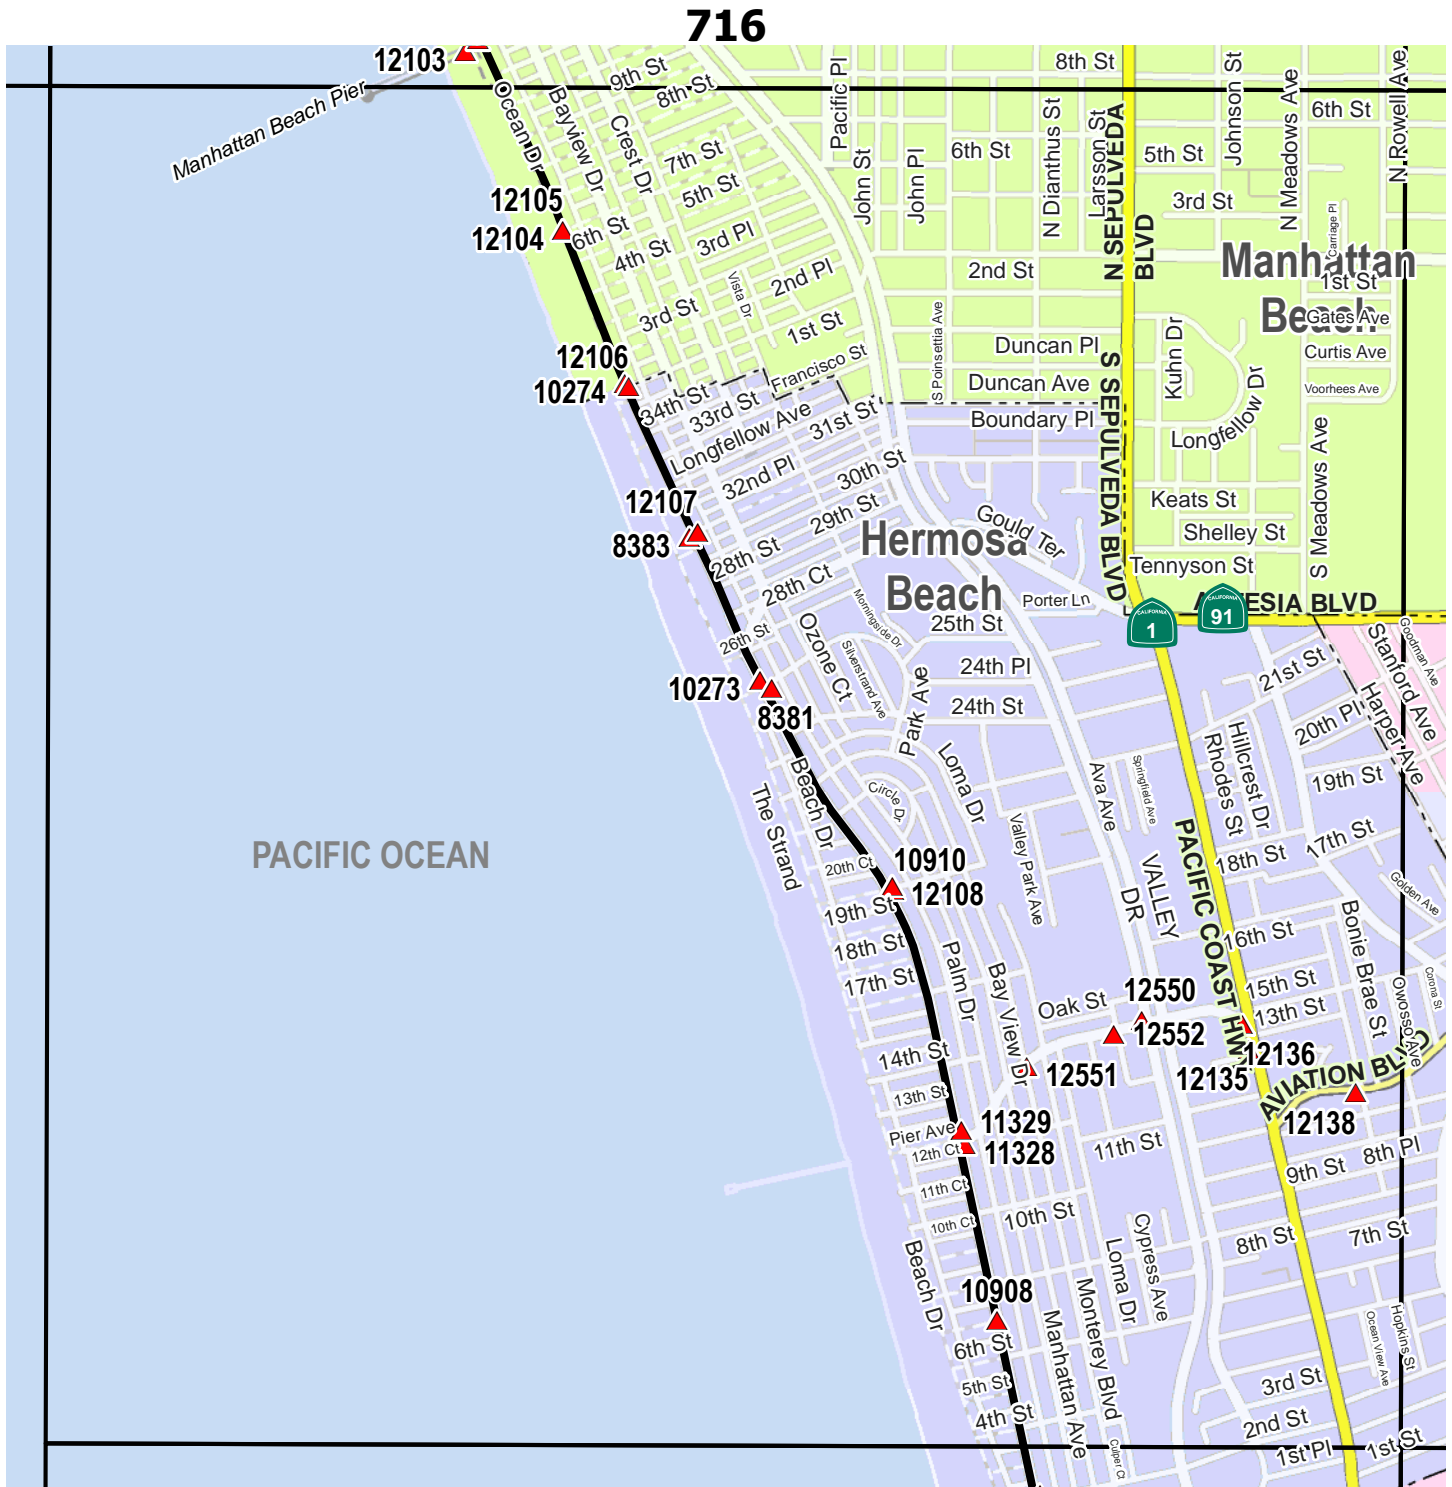 716
12103
9th St
8th St
Pacific Pl
8th St
Johnson St
N Meadows Ave
N Rowell Ave
Manhattan Beach Pier
Ocean Dr
Bayview Dr
Crest Dr
7th St
5th St
6th St
N Dianthus St
Larsson St
N SEPULVEDA
BLVD
6th St
5th St
3rd St
12105
12104
6th St
4th St
3rd Pl
John St
John Pl
Carriage Pl
Vista Dr
2nd Pl
2nd St
Manhattan
Beach
1st St
Gates Ave
3rd St
1st St
S Poinsettia Ave
Duncan Pl
Kuhn Dr
Curtis Ave
12106
10274
Francisco St
Duncan Ave
Longfellow Dr
Voorhees Ave
34th St
33rd St
Longfellow Ave
31st St
Boundary Pl
S SEPULVEDA BLVD
S
S Meadows Ave
32nd Pl
30th St
Keats St
12107
8383
29th St
Hermosa
Beach
Gould Ter
Shelley St
28th St
28th Ct
Tennyson St
Porter Ln
CALIFORNIA
1
CALIFORNIA
91
ARTESIA BLVD
26th St
Ozone Ct
Morningside Dr
Silverstrand Ave
25th St
24th Pl
24th St
Park Ave
21st St
Stanford Ave
Goodman Ave
Harper Ave
10273
8381
20th Pl
19th St
Hillcrest Dr
Rhodes St
Beach Dr
The Strand
Circle Dr
Loma Dr
Valley Park Ave
Ava Ave
Springfield Ave
17th St
18th St
PACIFIC OCEAN
20th Ct
10910
12108
VALLEY
DR
PACIFIC COAST HWY
Golden Ave
19th St
18th St
17th St
Palm Dr
Bay View Dr
16th St
15th St
13th St
Bonie Brae St
Owosso Ave
Corona St
Oak St
12550
12552
12551
12136
12135
14th St
13th St
AVIATION BLVD
12138
Pier Ave
12th Ct
11329
11328
11th St
9th St
8th Pl
11th Ct
10th Ct
10th St
8th St
7th St
Beach Dr
10908
Cypress Ave
Loma Dr
Monterey Blvd
Manhattan Ave
Ocean View Ave
Hopkins St
6th St
5th St
4th St
3rd St
2nd St
1st Pl
1st St
Culper Ct